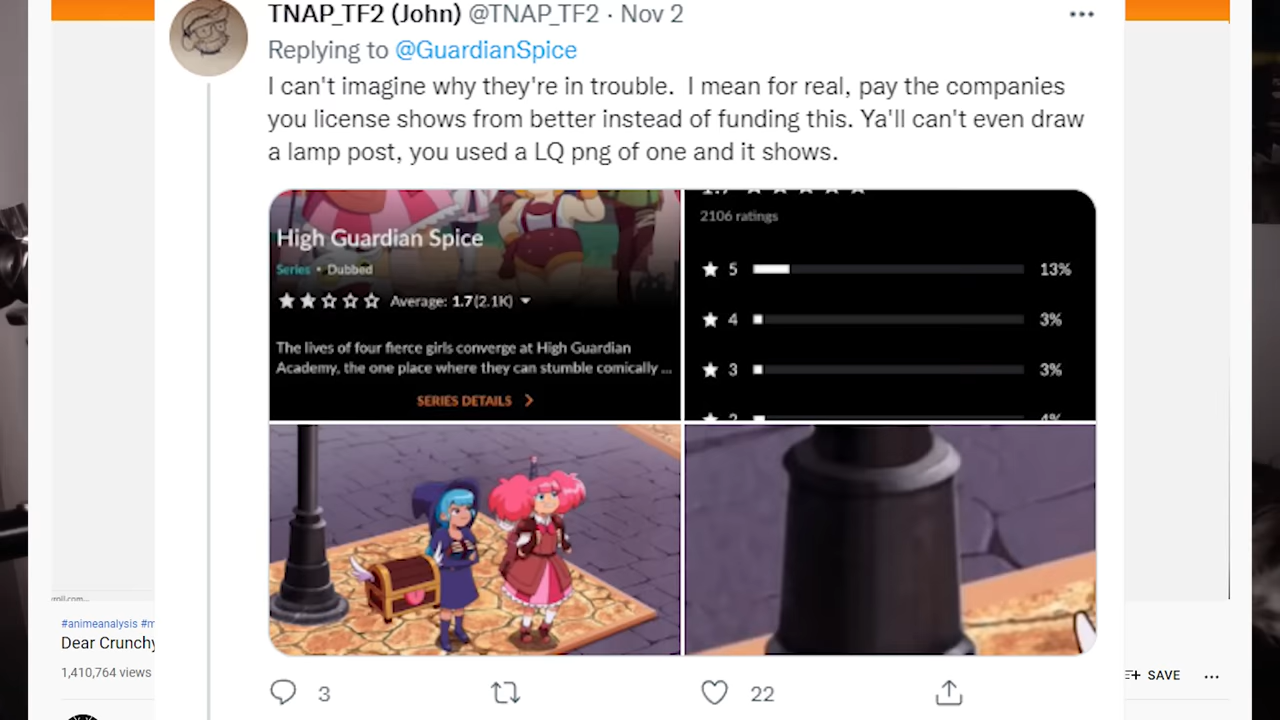 TNAP_TF2 (John) @TNAP_TF2 · Nov 2
Replying to @GuardianSpice
I can't imagine why they're in trouble.  I mean for real, pay the companies
you license shows from better instead of funding this. Ya'll can't even draw
a lamp post, you used a LQ png of one and it shows.
High Guardian Spice
Series • Dubbed
Average: 1.7(2.1K)
The lives of four fierce girls converge at High Guardian
Academy, the one place where they can stumble comically ...
SERIES DETAILS
2106 ratings
5 13%
4 3%
3 3%
2 4%
3 22
roll.com...
#animeanalysis #m
Dear Crunchy
1,410,764 views
SAVE